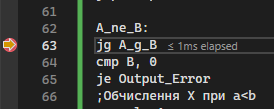 61
62 A_ne_B:
63 jg A_g_B ≤ 1ms elapsed
64 cmp B, 0
65 je Output_Error
66 ;Обчислення X при a<b